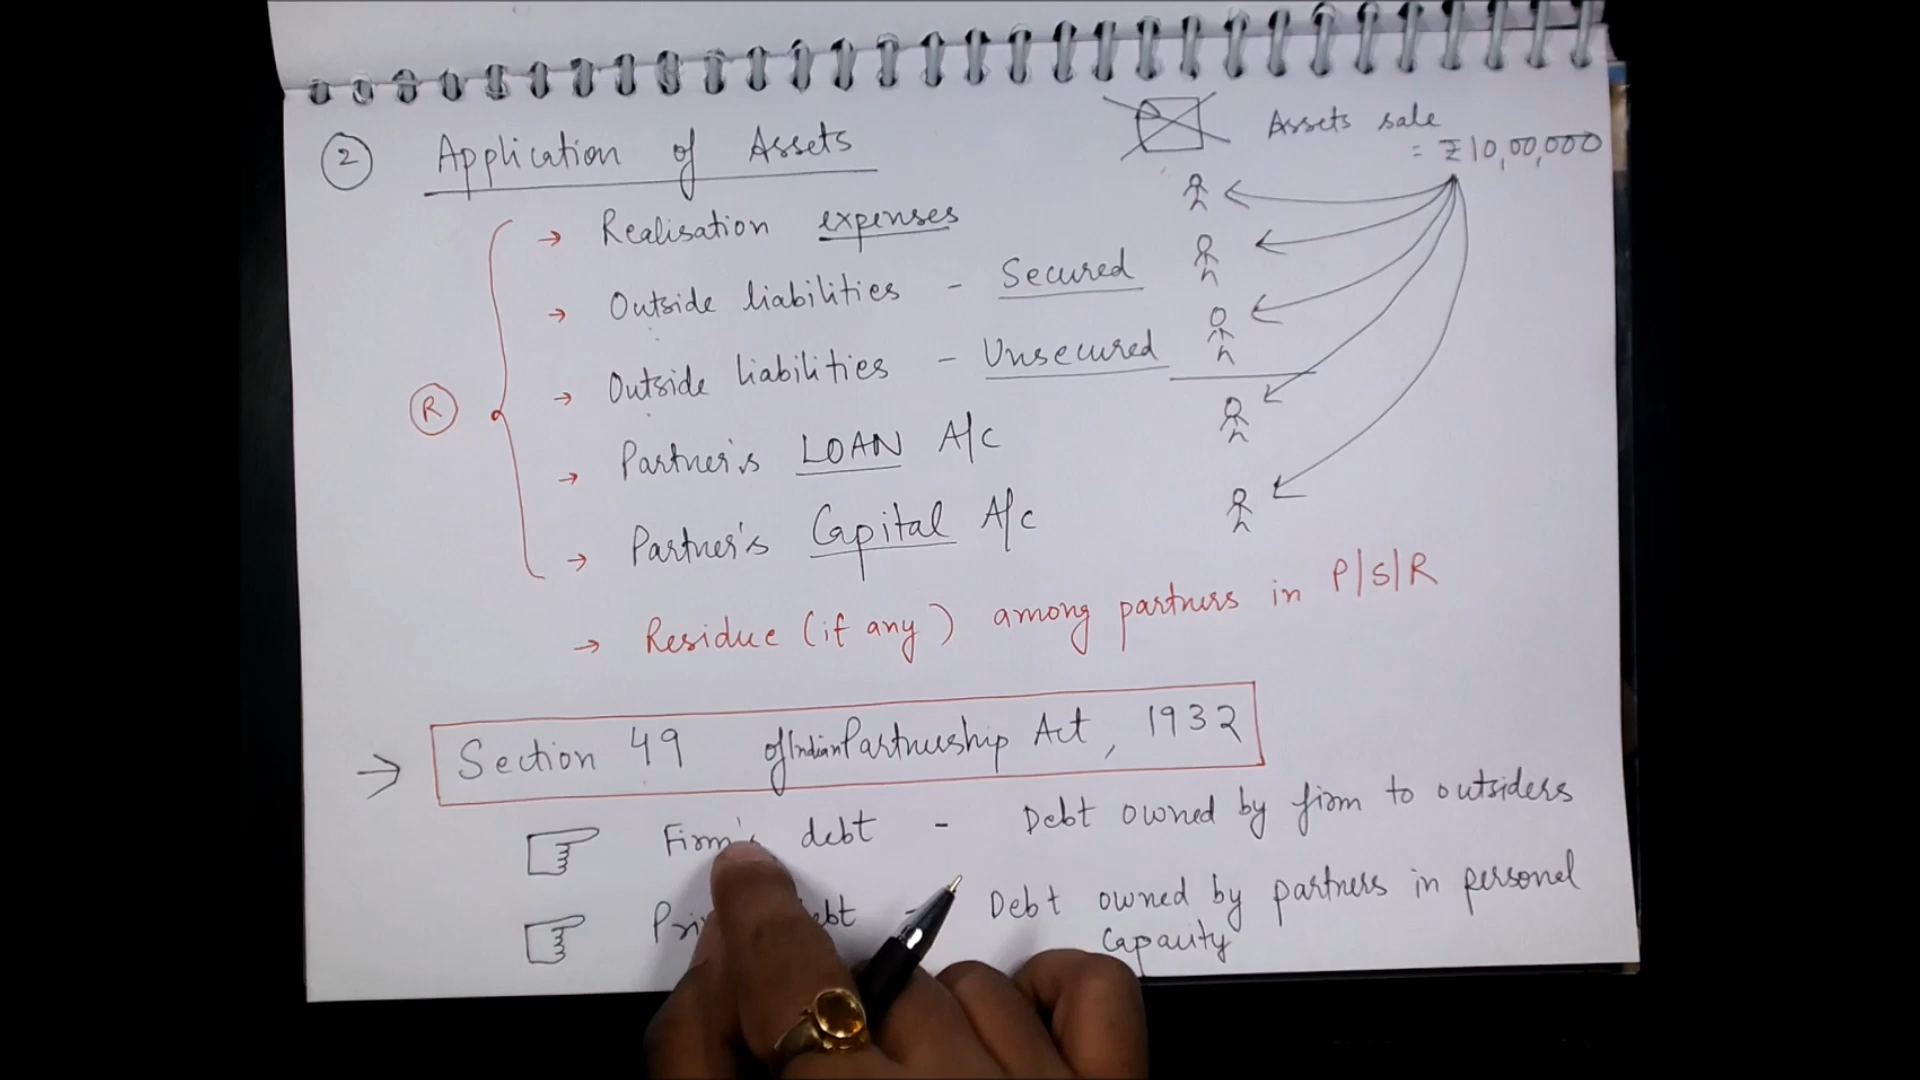 2 Application of Assets
Assets sale
= ₹10,00,000
→ Realisation expenses
→ Outside liabilities - Secured
→ Outside liabilities - Unsecured
R
→ Partner's LOAN A/c
→ Partner's Capital A/c
→ Residue (if any) among partners in P/S/R
→ Section 49 of Indian Partnership Act, 1932
Firm's debt - Debt owned by firm to outsiders
- Debt owned by partners in personal
Capacity